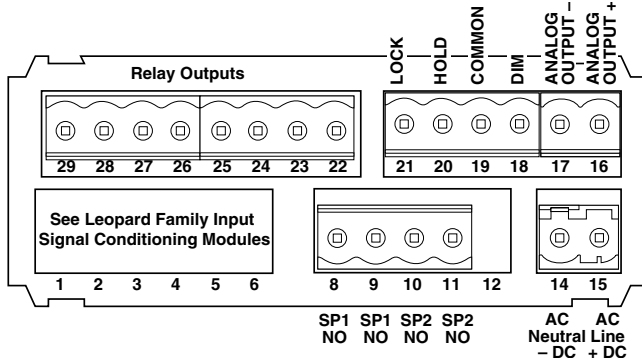 LOCK
HOLD
COMMON
DIM
ANALOG
OUTPUT –
ANALOG
OUTPUT +
Relay Outputs
29 28 27 26 25 24 23 22
21 20 19 18 17 16
See Leopard Family Input
Signal Conditioning Modules
1 2 3 4 5 6
8 9 10 11 12
14 15
SP1 SP1 SP2 SP2
NO NO NO NO
AC AC
Neutral Line
– DC + DC